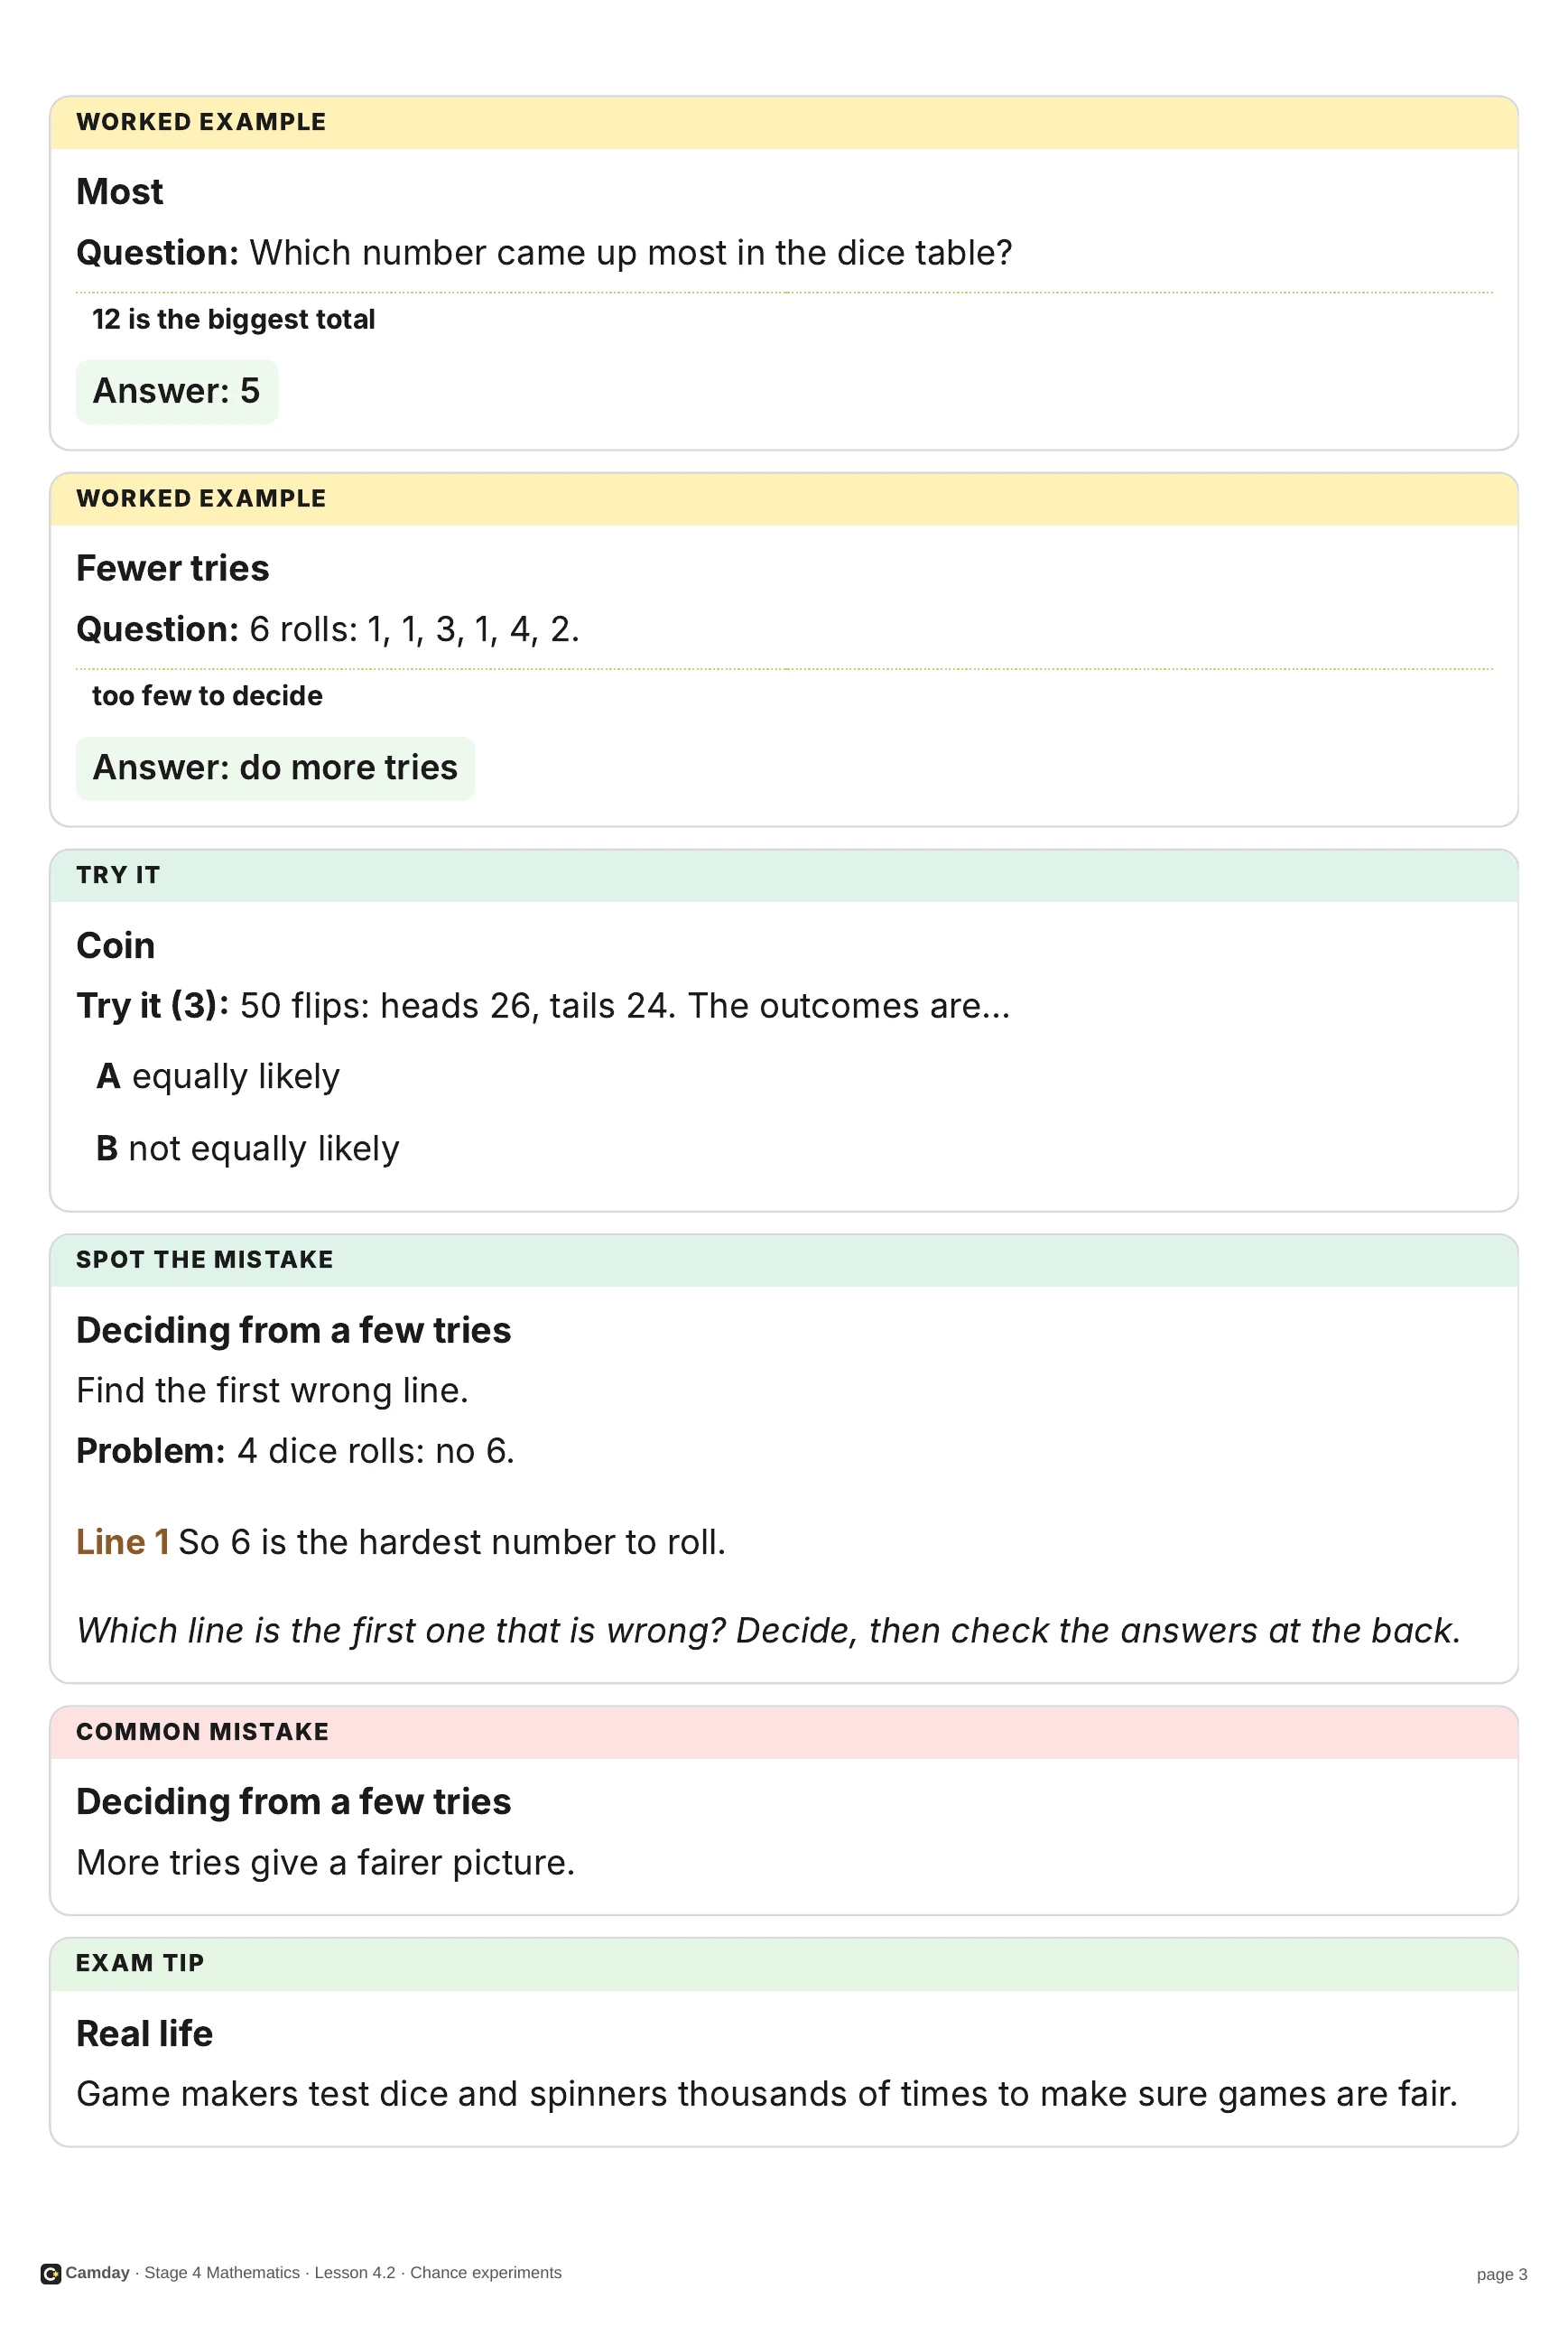 WORKED EXAMPLE
Most
Question: Which number came up most in the dice table?
12 is the biggest total
Answer: 5
WORKED EXAMPLE
Fewer tries
Question: 6 rolls: 1, 1, 3, 1, 4, 2.
too few to decide
Answer: do more tries
TRY IT
Coin
Try it (3): 50 flips: heads 26, tails 24. The outcomes are...
A equally likely
B not equally likely
SPOT THE MISTAKE
Deciding from a few tries
Find the first wrong line.
Problem: 4 dice rolls: no 6.
Line 1 So 6 is the hardest number to roll.
Which line is the first one that is wrong? Decide, then check the answers at the back.
COMMON MISTAKE
Deciding from a few tries
More tries give a fairer picture.
EXAM TIP
Real life
Game makers test dice and spinners thousands of times to make sure games are fair.
Camday · Stage 4 Mathematics · Lesson 4.2 · Chance experiments
page 3